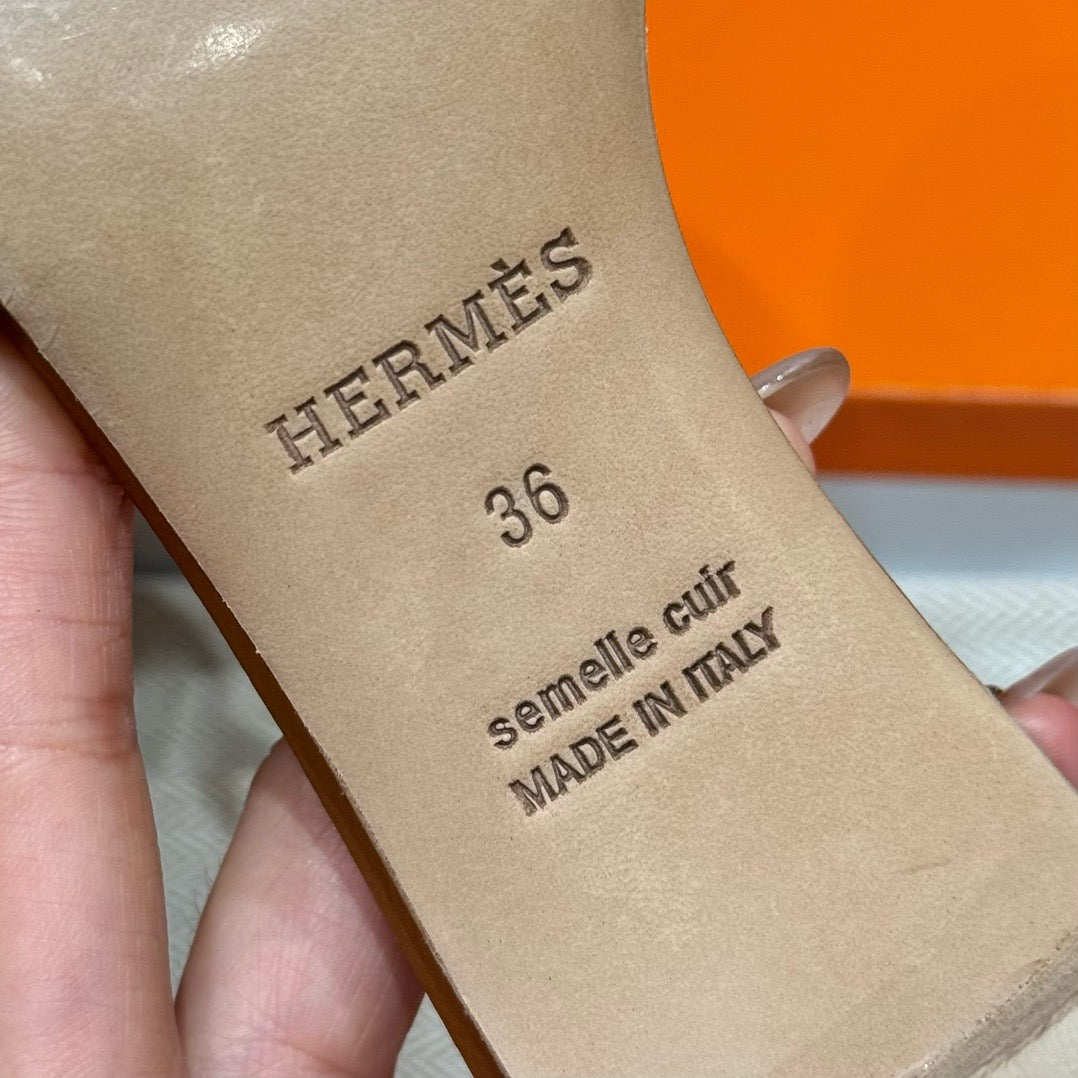 HERMÈS
36
semelle cuir
MADE IN ITALY